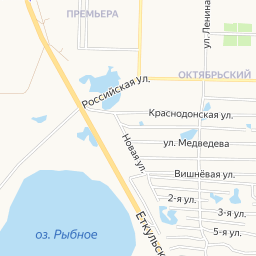 ПРЕМЬЕРА
ул. Ленина
Российская ул.
ОКТЯБРЬСКИЙ
Краснодонская ул.
Новая ул.
ул. Медведева
Вишнёвая ул.
2-я ул.
3-я ул.
5-я ул.
оз. Рыбное